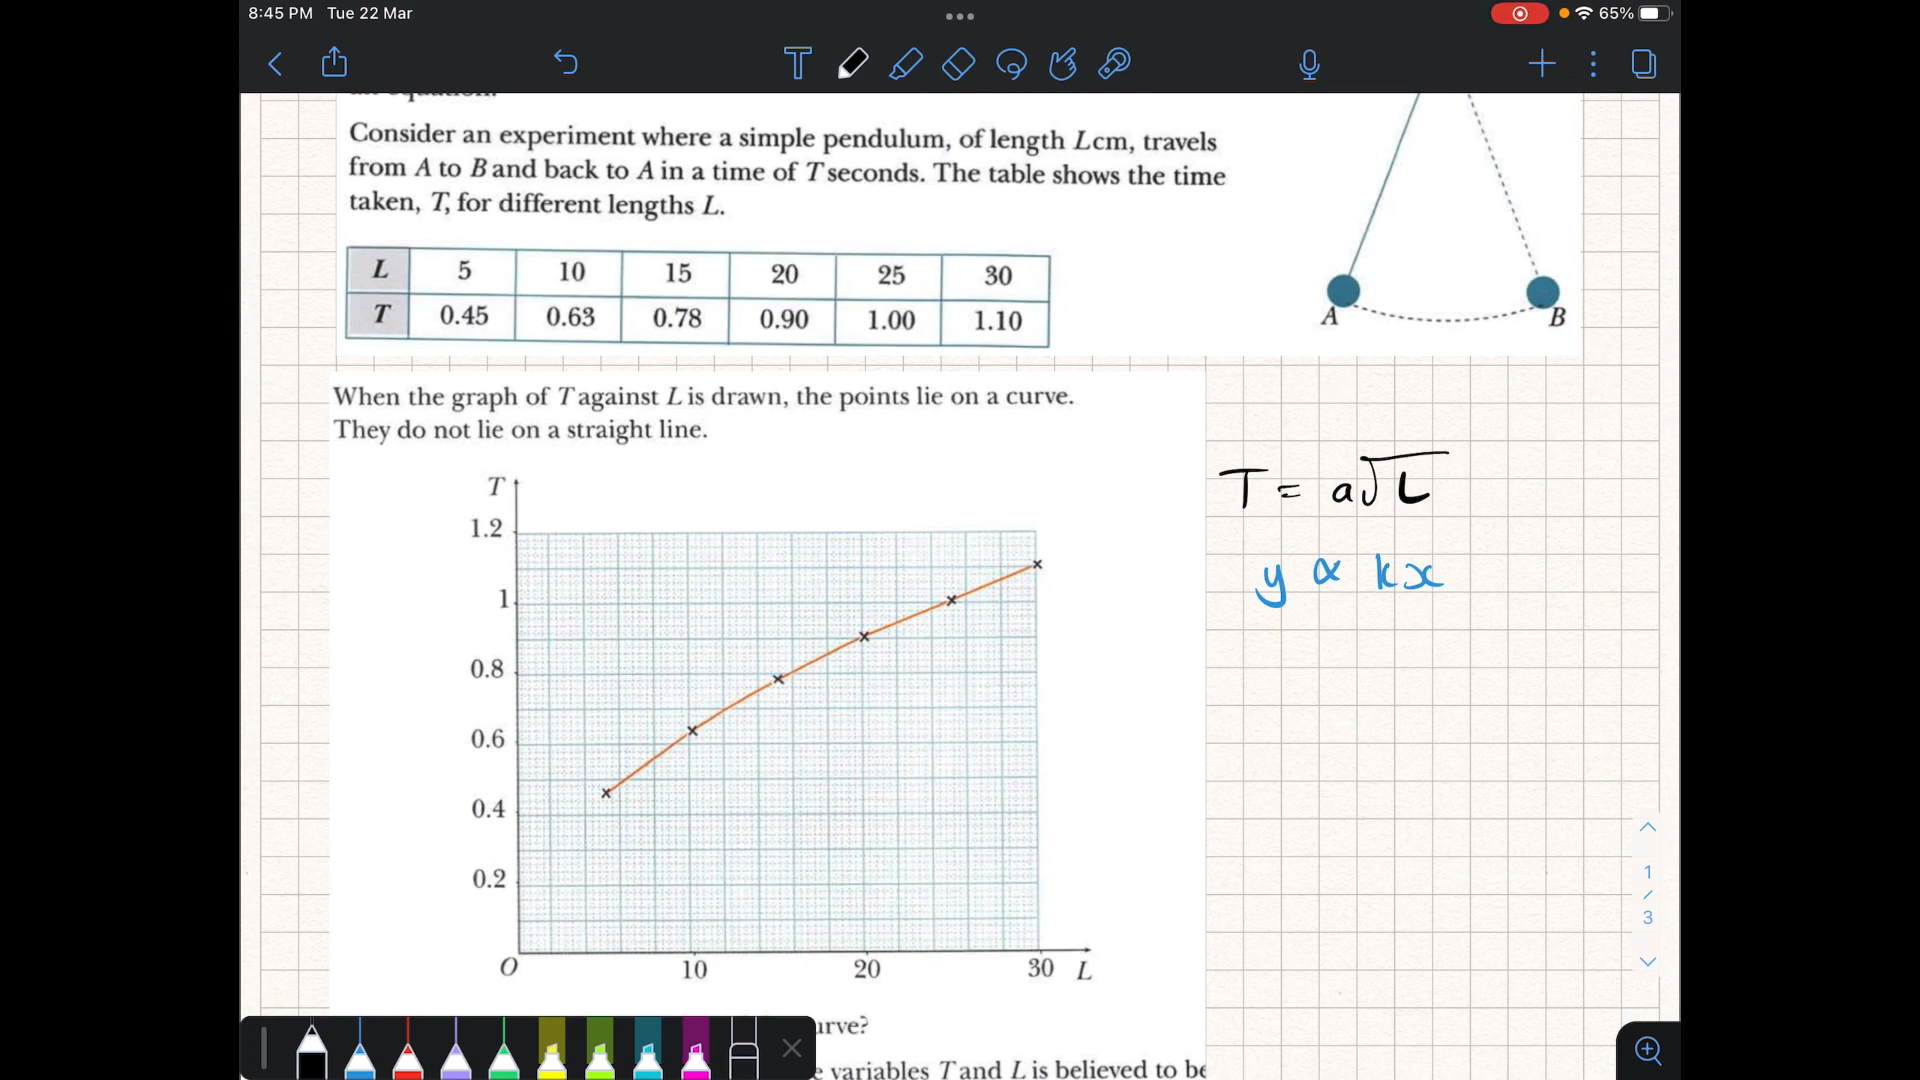 8:45 PM Tue 22 Mar
65%
T
an equation.
Consider an experiment where a simple pendulum, of length L cm, travels
from A to B and back to A in a time of T seconds. The table shows the time
taken, T, for different lengths L.
L 5 10 15 20 25 30
T 0.45 0.63 0.78 0.90 1.00 1.10
A B
When the graph of T against L is drawn, the points lie on a curve.
They do not lie on a straight line.
T
1.2
1
0.8
0.6
0.4
0.2
O 10 20 30 L
T = a√L
y ∝ kx
1
/
3
variables T and L is believed to